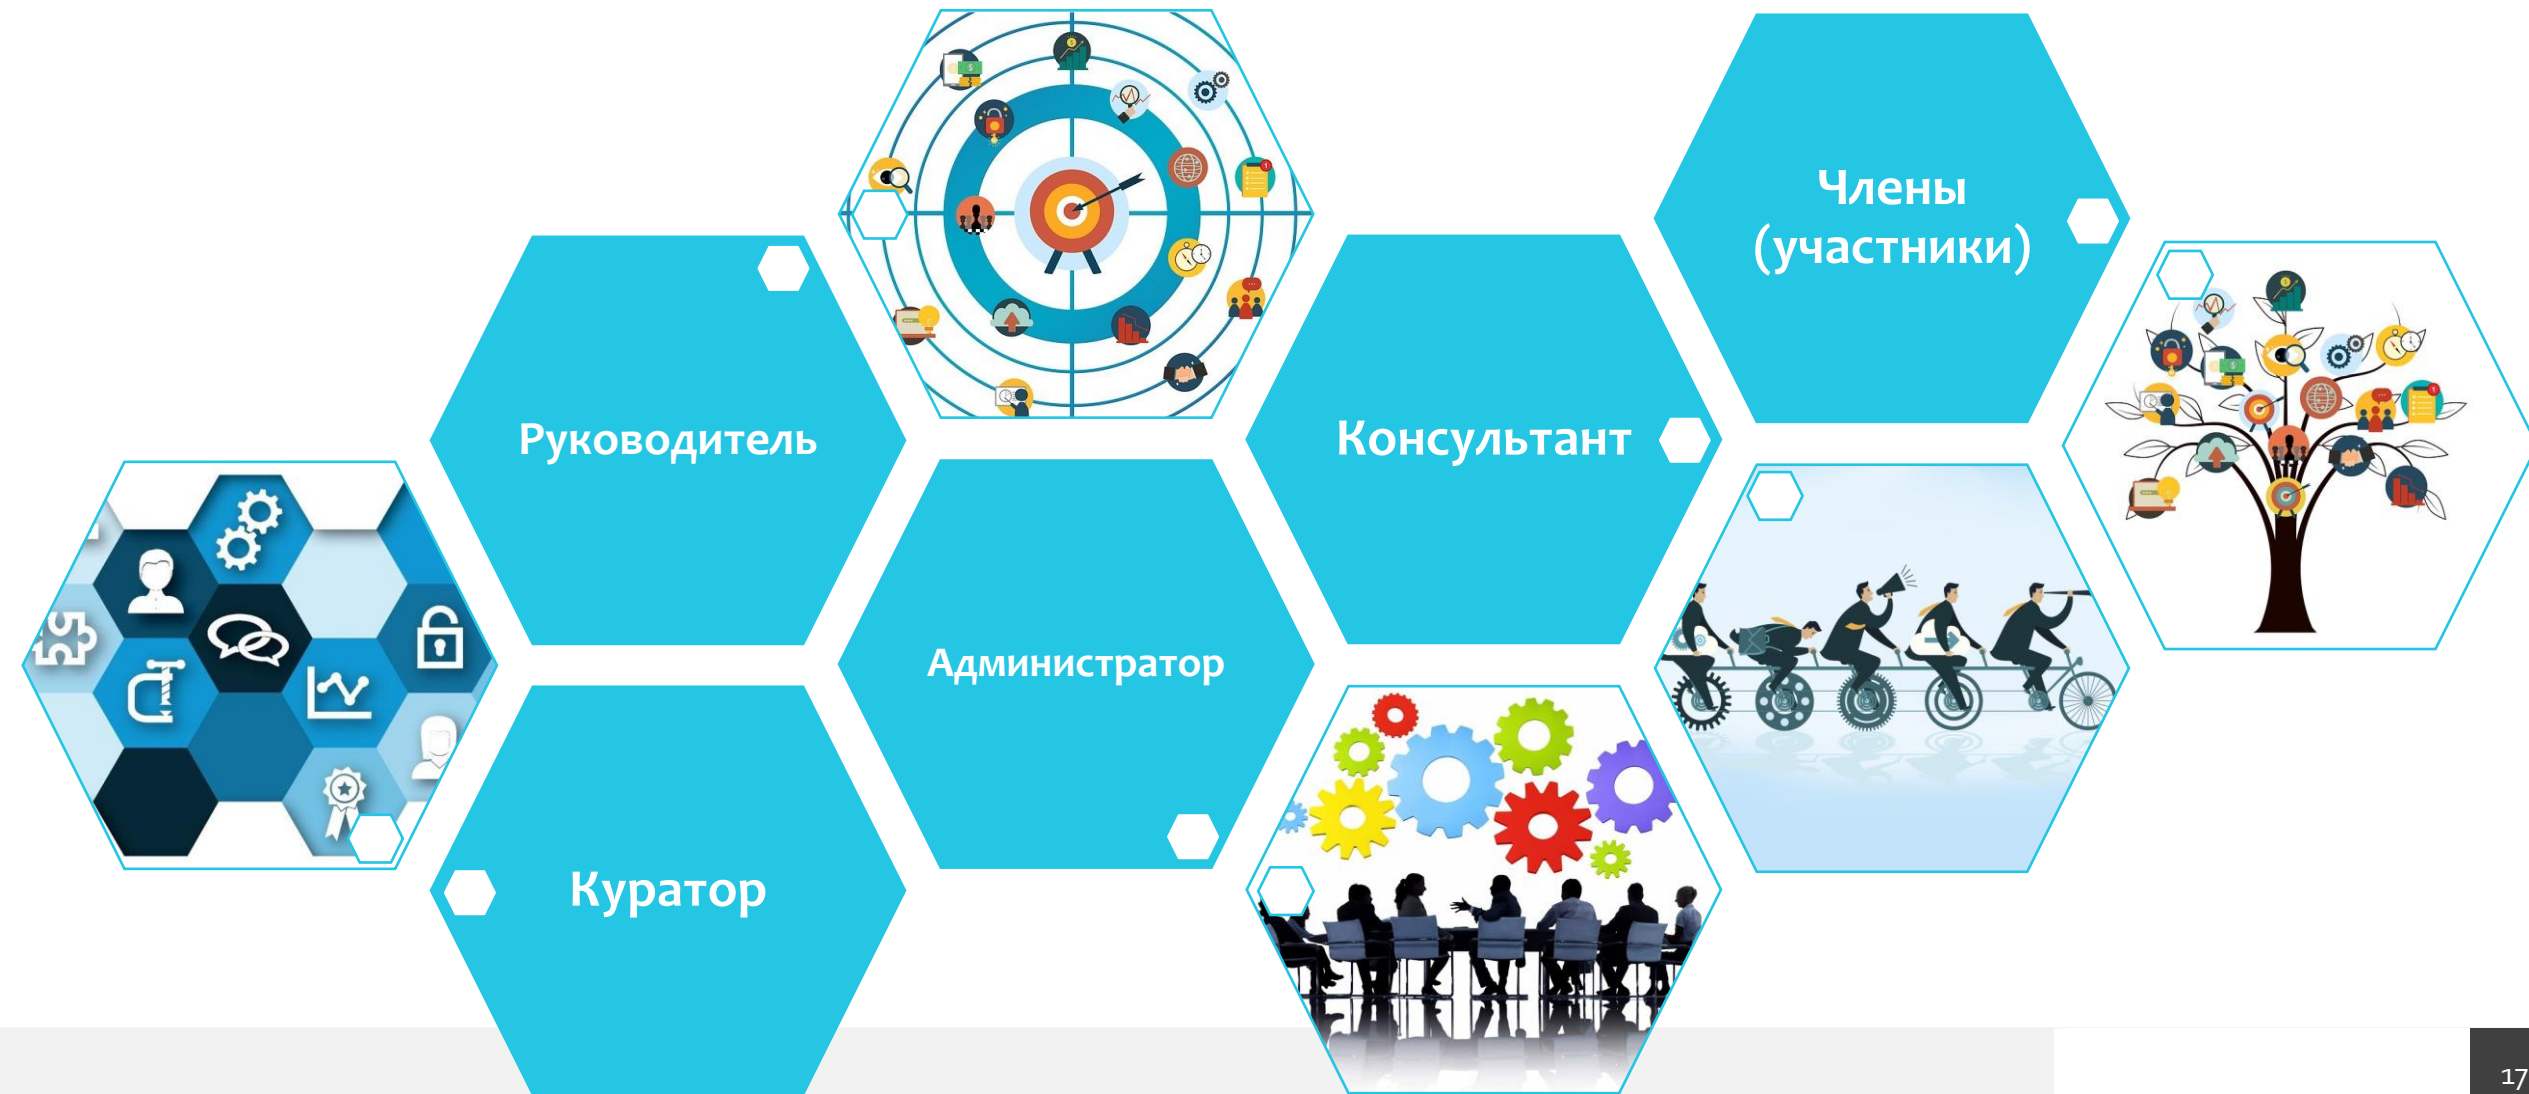 Руководитель
Куратор
Администратор
Консультант
Члены
(участники)
17